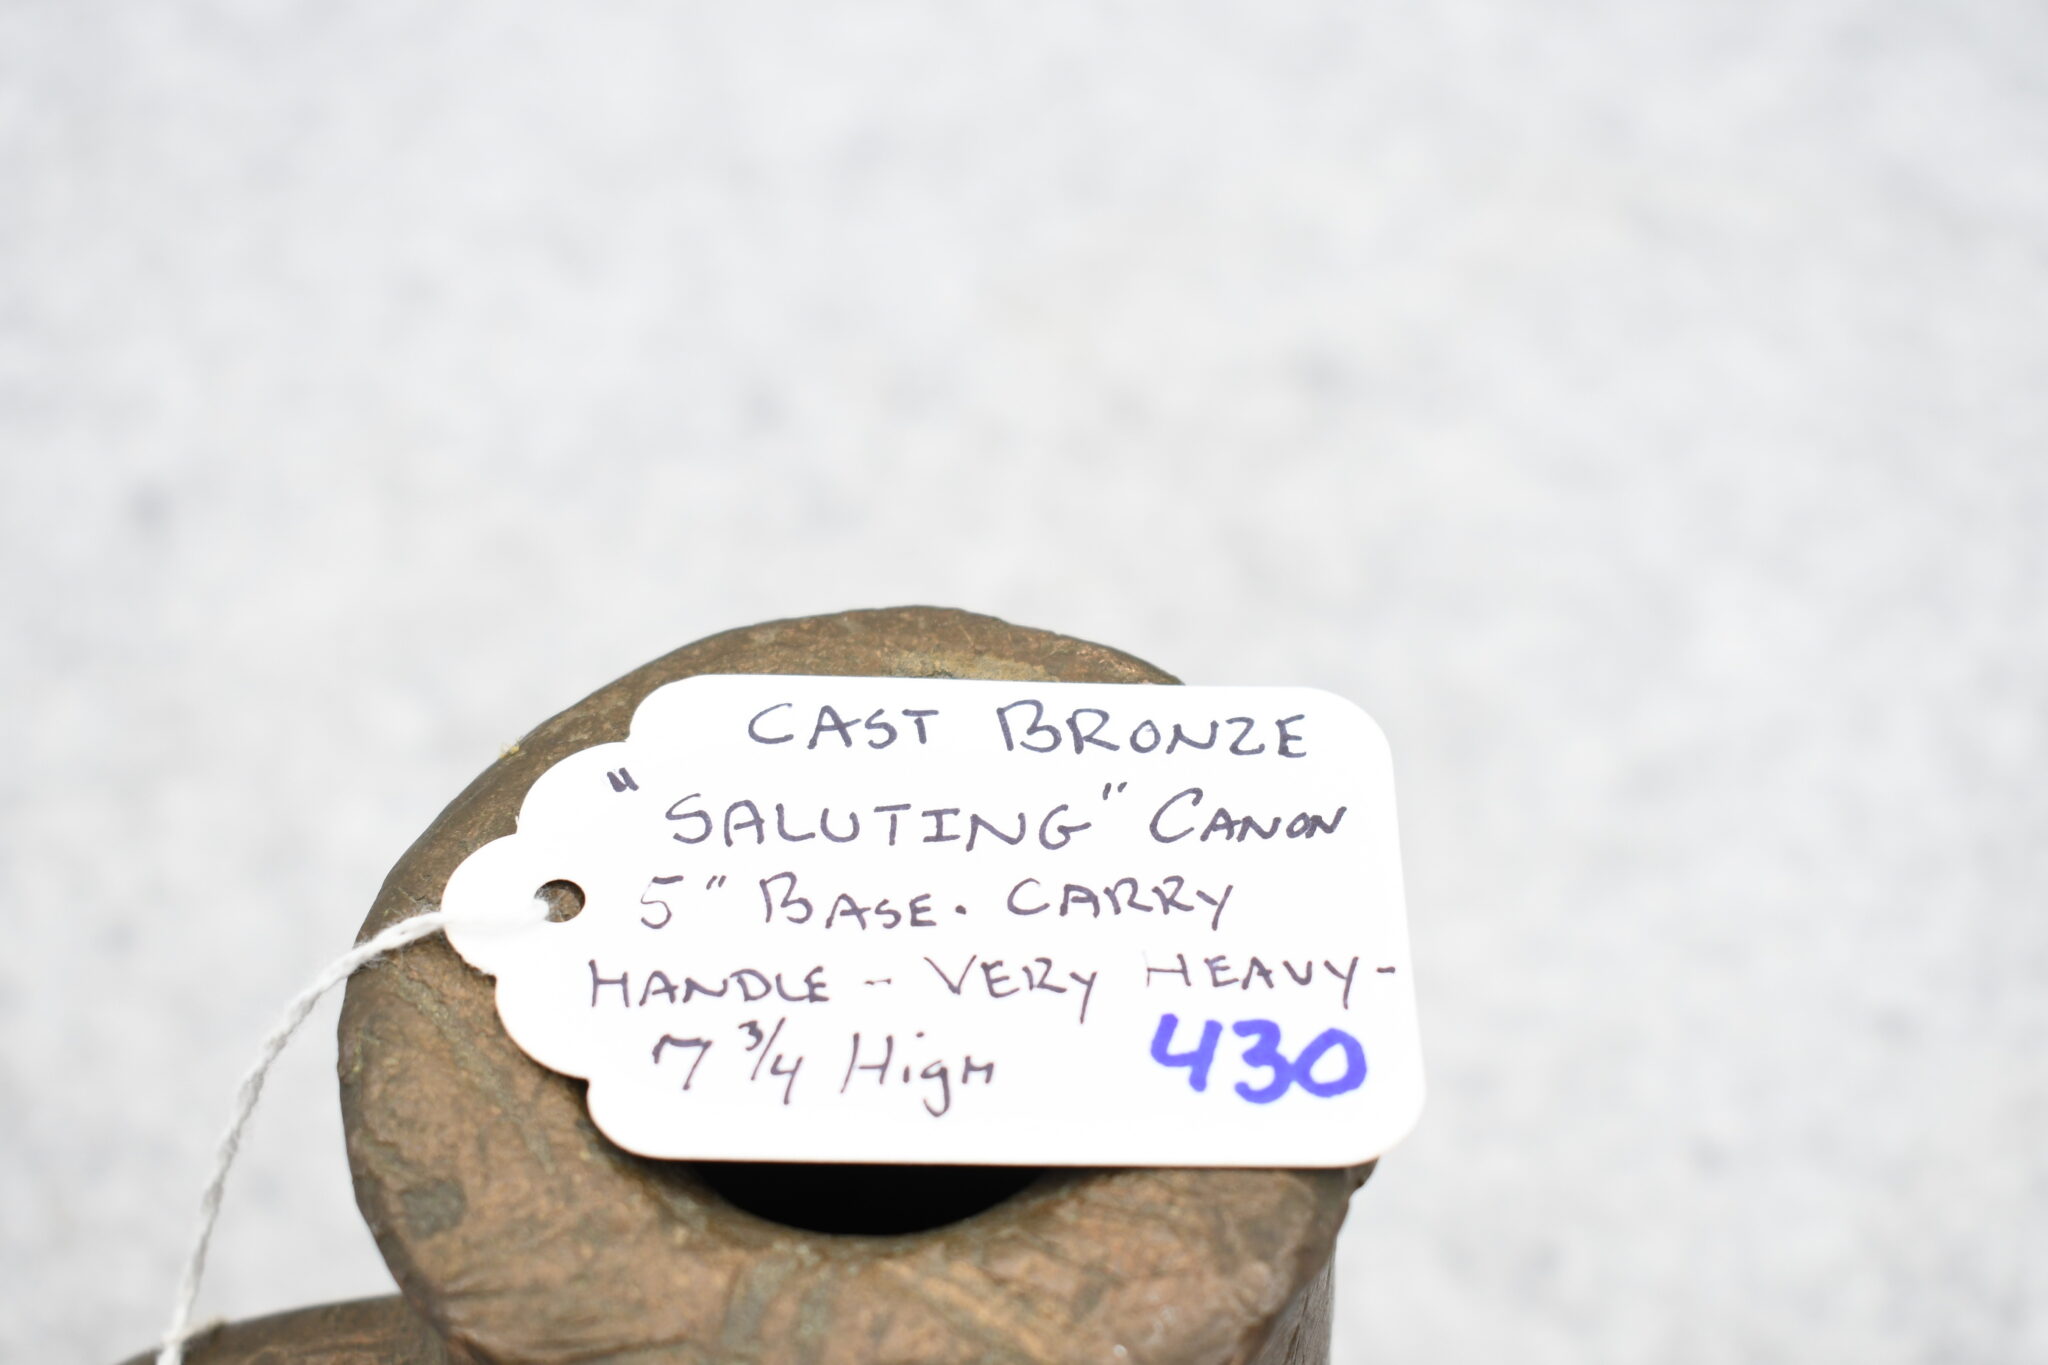 CAST BRONZE
"SALUTING" CANON
5" BASE. CARRY
HANDLE - VERY HEAVY -
7 3/4 HigH 430